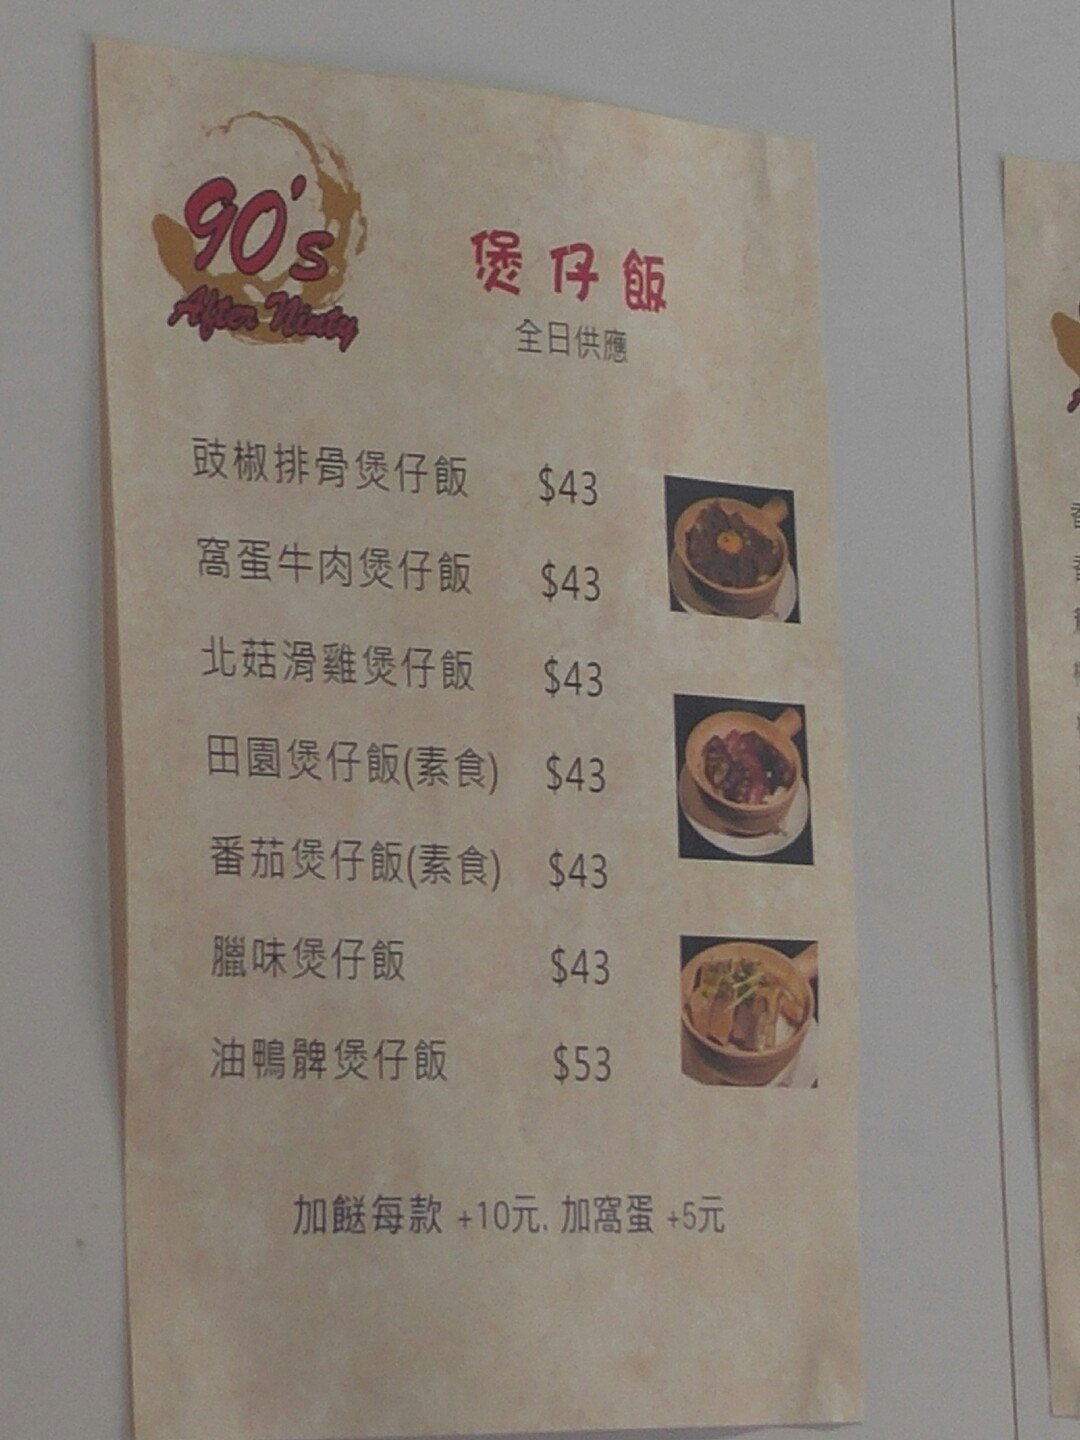 90's
After Ninty
煲仔飯
全日供應
豉椒排骨煲仔飯 $43
窩蛋牛肉煲仔飯 $43
北菇滑雞煲仔飯 $43
田園煲仔飯(素食) $43
番茄煲仔飯(素食) $43
臘味煲仔飯 $43
油鴨髀煲仔飯 $53
加餸每款 +10元, 加窩蛋 +5元